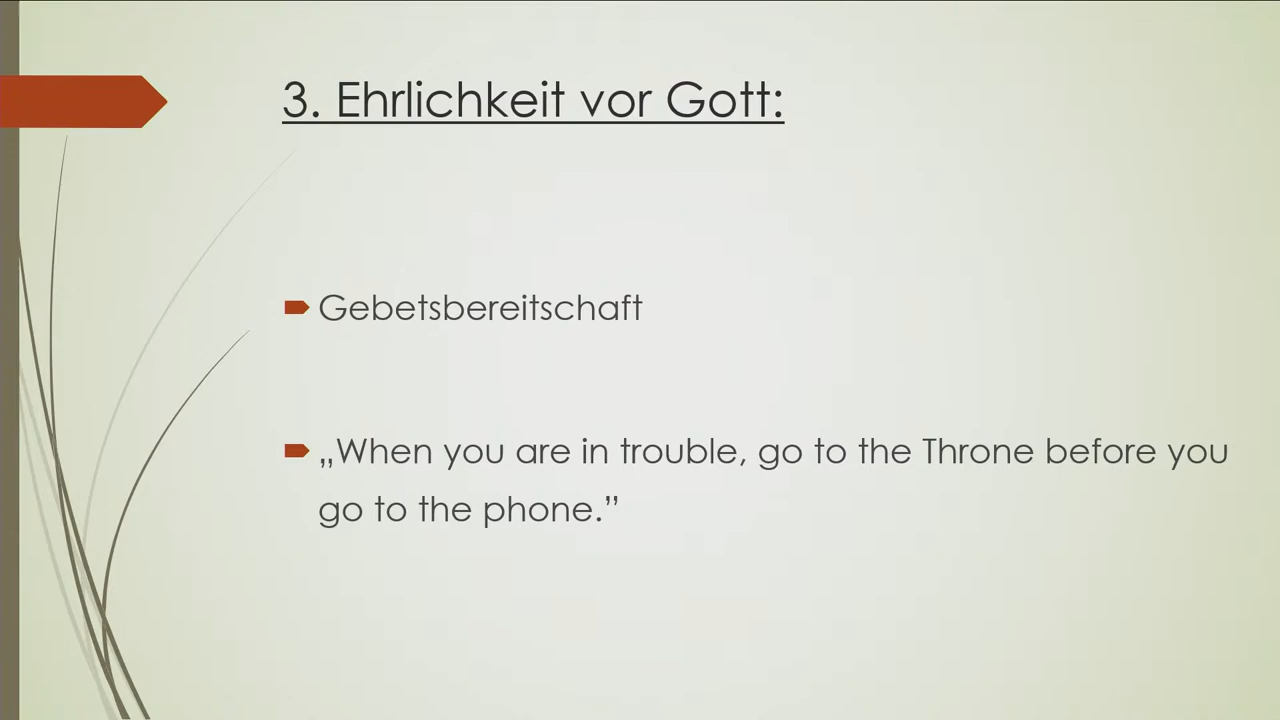 3. Ehrlichkeit vor Gott:
Gebetsbereitschaft
„When you are in trouble, go to the Throne before you
go to the phone.”